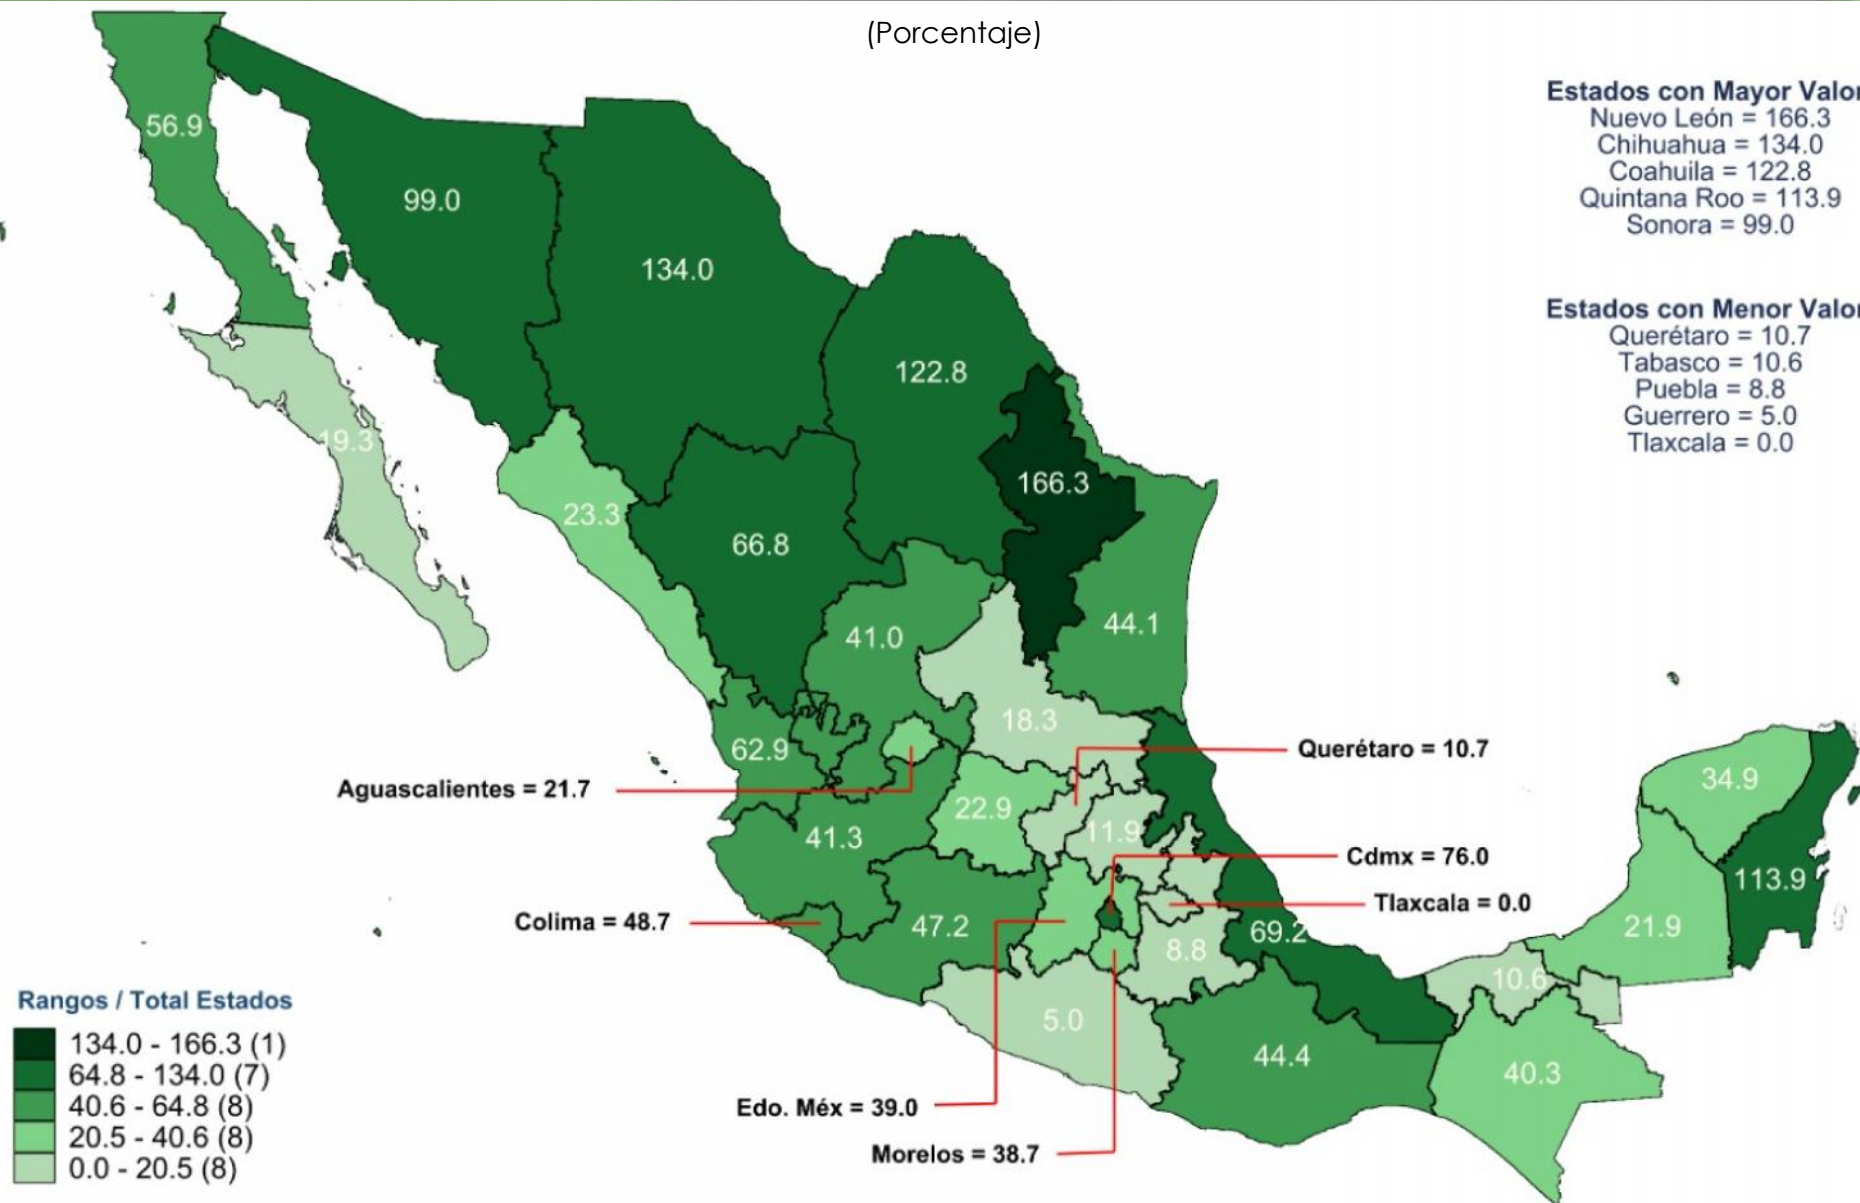 (Porcentaje)
Estados con Mayor Valor
Nuevo León = 166.3
Chihuahua = 134.0
Coahuila = 122.8
Quintana Roo = 113.9
Sonora = 99.0
Estados con Menor Valor
Querétaro = 10.7
Tabasco = 10.6
Puebla = 8.8
Guerrero = 5.0
Tlaxcala = 0.0
56.9
99.0
134.0
122.8
19.3
166.3
23.3
66.8
41.0
44.1
18.3
62.9
Querétaro = 10.7
Aguascalientes = 21.7
34.9
22.9
11.9
41.3
Cdmx = 76.0
113.9
Tlaxcala = 0.0
Colima = 48.7
47.2
69.2
21.9
8.8
10.6
5.0
44.4
40.3
Edo. Méx = 39.0
Morelos = 38.7
Rangos / Total Estados
134.0 - 166.3 (1)
64.8 - 134.0 (7)
40.6 - 64.8 (8)
20.5 - 40.6 (8)
0.0 - 20.5 (8)